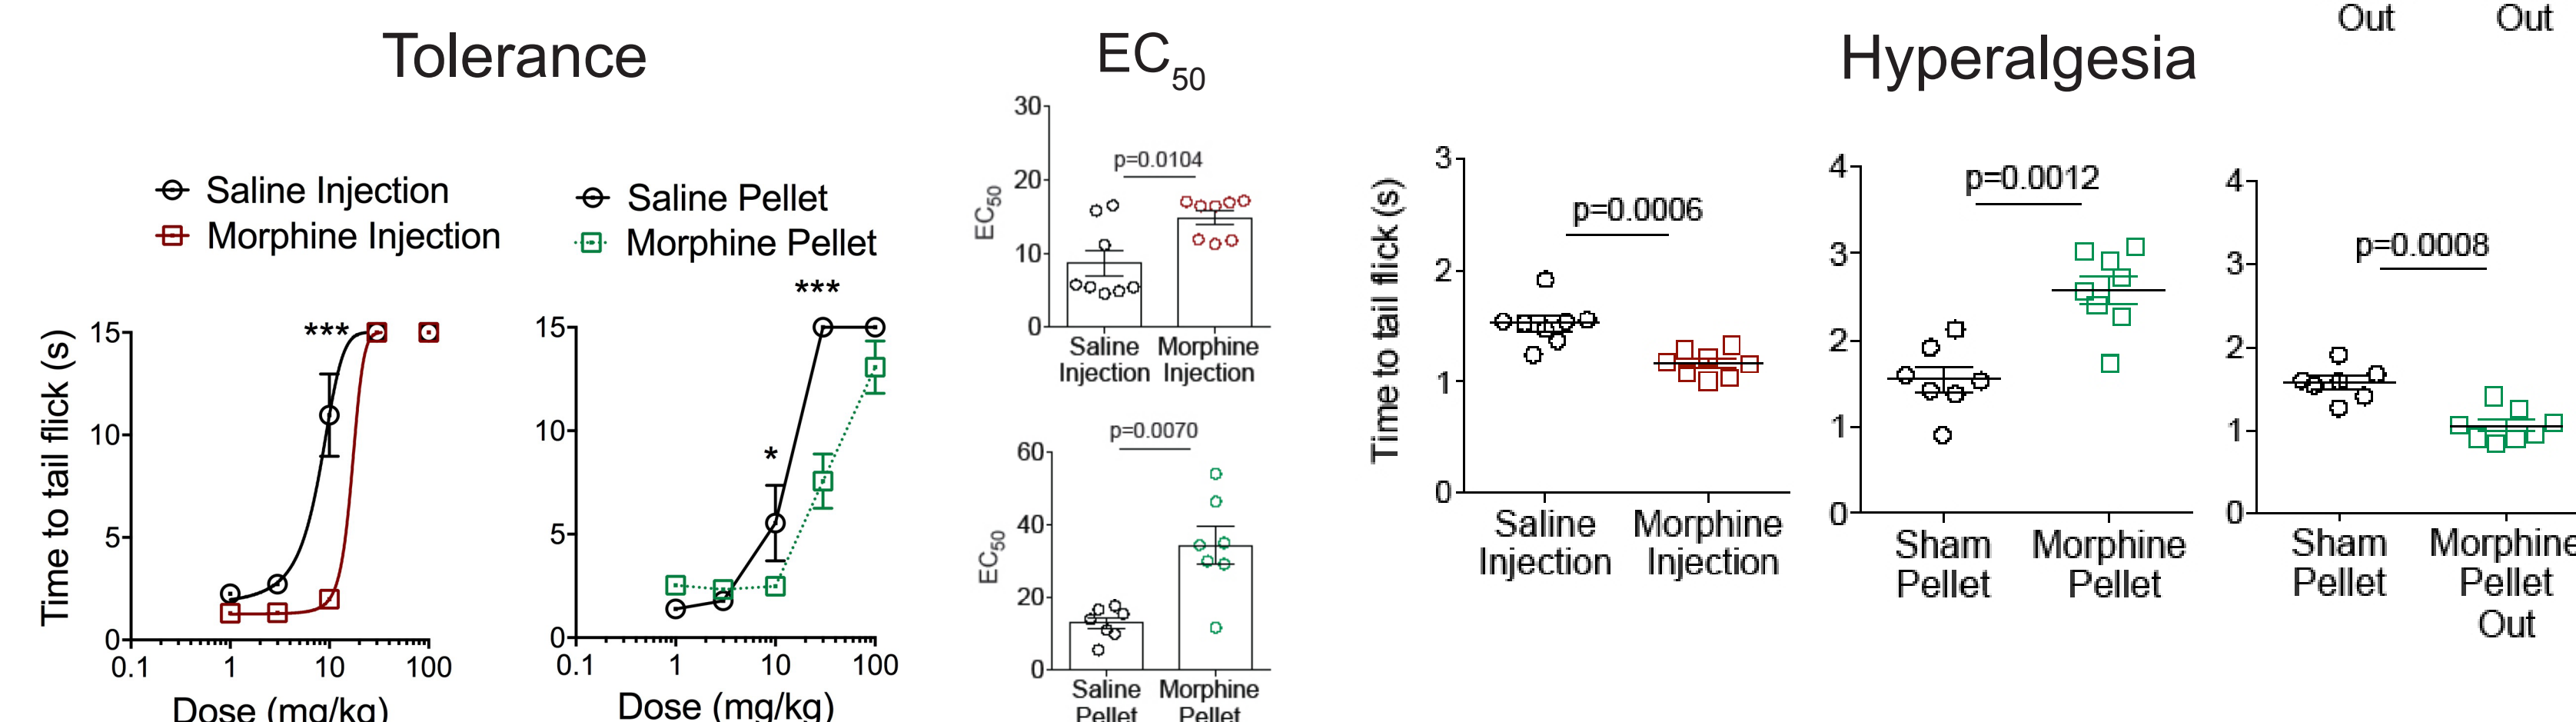 Out Out
Tolerance
EC50
Hyperalgesia
Saline Injection
Morphine Injection
Time to tail flick (s)
15
10
5
0
***
0.1 1 10 100
Dose (mg/kg)
Saline Pellet
Morphine Pellet
15
10
5
0
*
***
0.1 1 10 100
Dose (mg/kg)
EC50
30
20
10
0
p=0.0104
Saline Morphine
Injection Injection
EC50
60
40
20
0
p=0.0070
Saline Morphine
Pellet Pellet
Time to tail flick (s)
3
2
1
0
p=0.0006
Saline Morphine
Injection Injection
4
3
2
1
0
p=0.0012
Sham Morphine
Pellet Pellet
4
3
2
1
0
p=0.0008
Sham Morphine
Pellet Pellet
Out